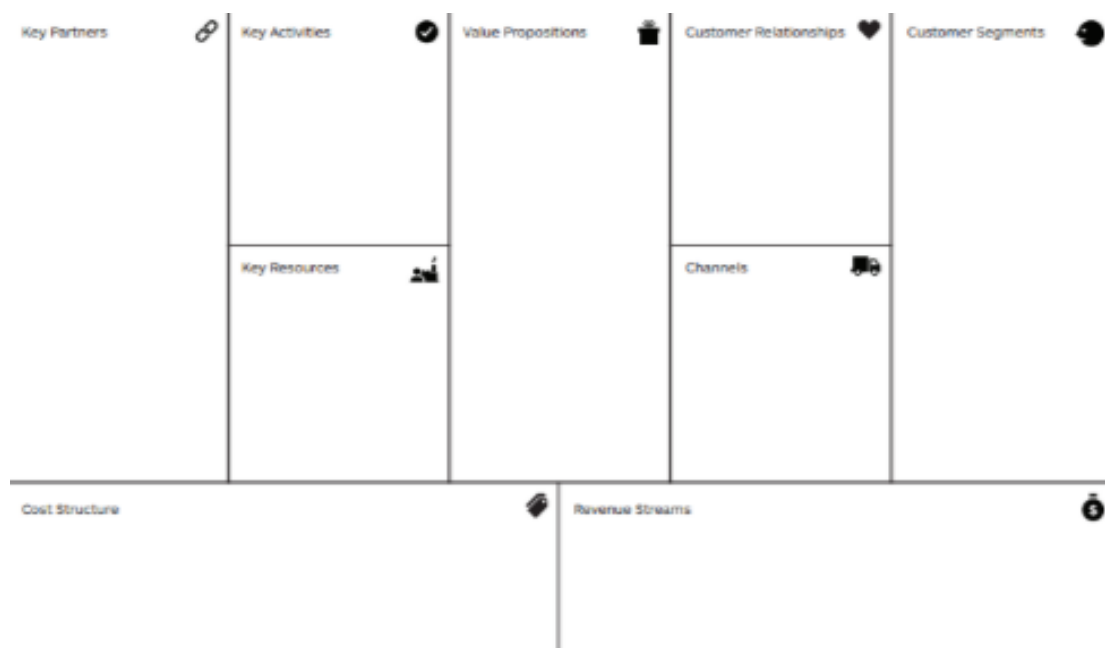 Key Partners
Key Activities
Value Propositions
Customer Relationships
Customer Segments
Key Resources
Channels
Cost Structure
Revenue Streams
$